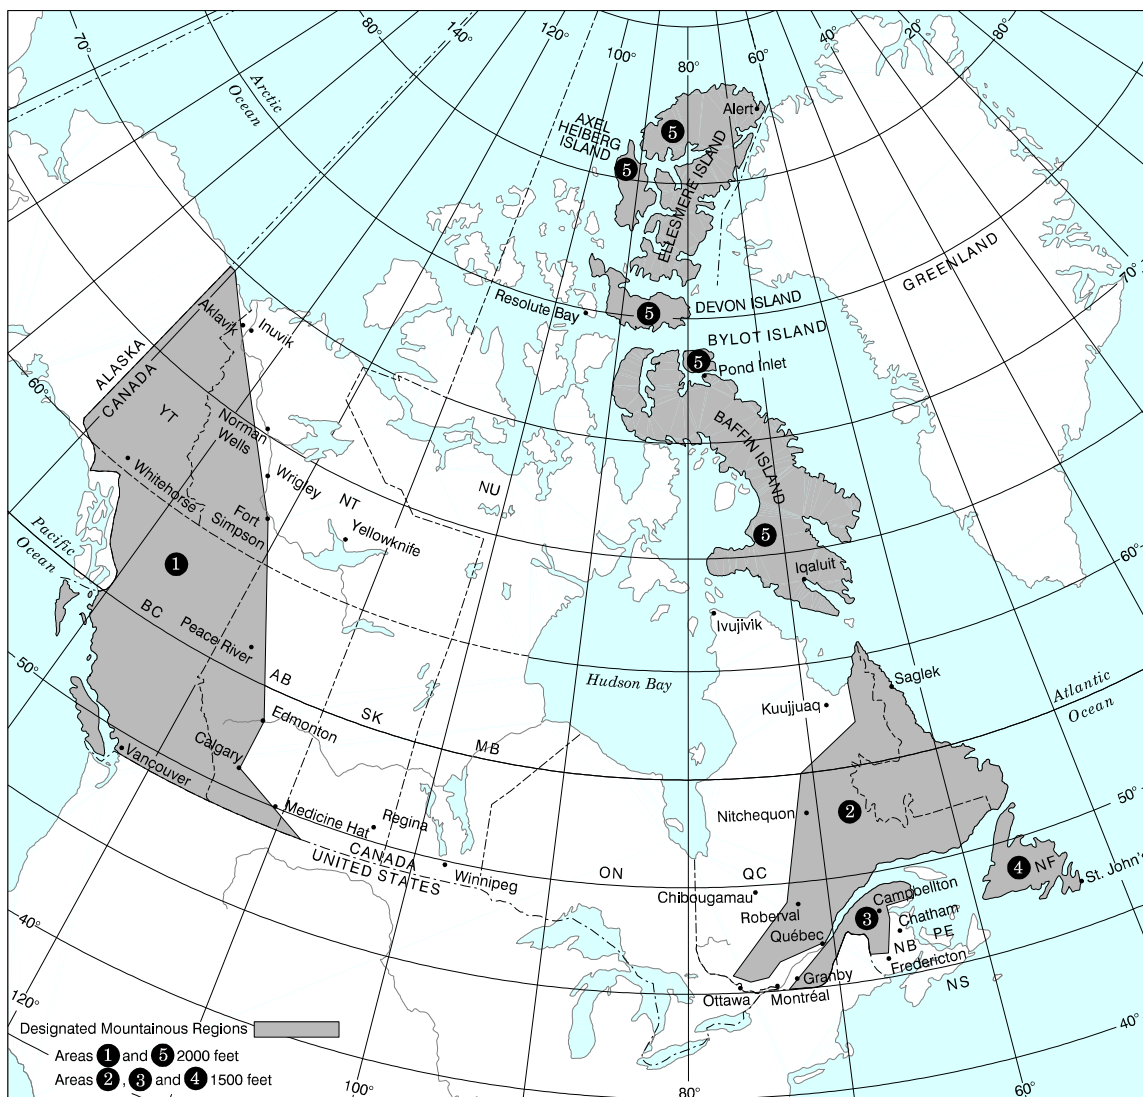 70°
80°
120°
140°
120°
100°
80°
60°
40°
20°
80°
Arctic
Ocean
Alert
AXEL
HEIBERG
ISLAND
5
5
ELLESMERE ISLAND
GREENLAND
70°
Resolute Bay
DEVON ISLAND
5
BYLOT ISLAND
5
Pond Inlet
Aklavik
Inuvik
ALASKA
CANADA
60°
YT
Norman
Wells
BAFFIN ISLAND
Whitehorse
Wrigley
NT
NU
Fort
Simpson
Yellowknife
5
60°
Pacific
Ocean
1
Iqaluit
BC
Peace River
Ivujivik
50°
AB
SK
Hudson Bay
Saglek
Atlantic
Ocean
Kuujjuaq
Edmonton
MB
Calgary
Vancouver
50°
Medicine Hat
Regina
Nitchequon
2
CANADA
UNITED STATES
Winnipeg
ON
QC
4
NF
St. John's
Chibougamau
Campbellton
Roberval
3
Chatham
PE
Québec
NB
Fredericton
40°
Granby
NS
Ottawa
Montréal
120°
40°
Designated Mountainous Regions
Areas 1 and 5 2000 feet
Areas 2, 3 and 4 1500 feet
100°
80°
60°